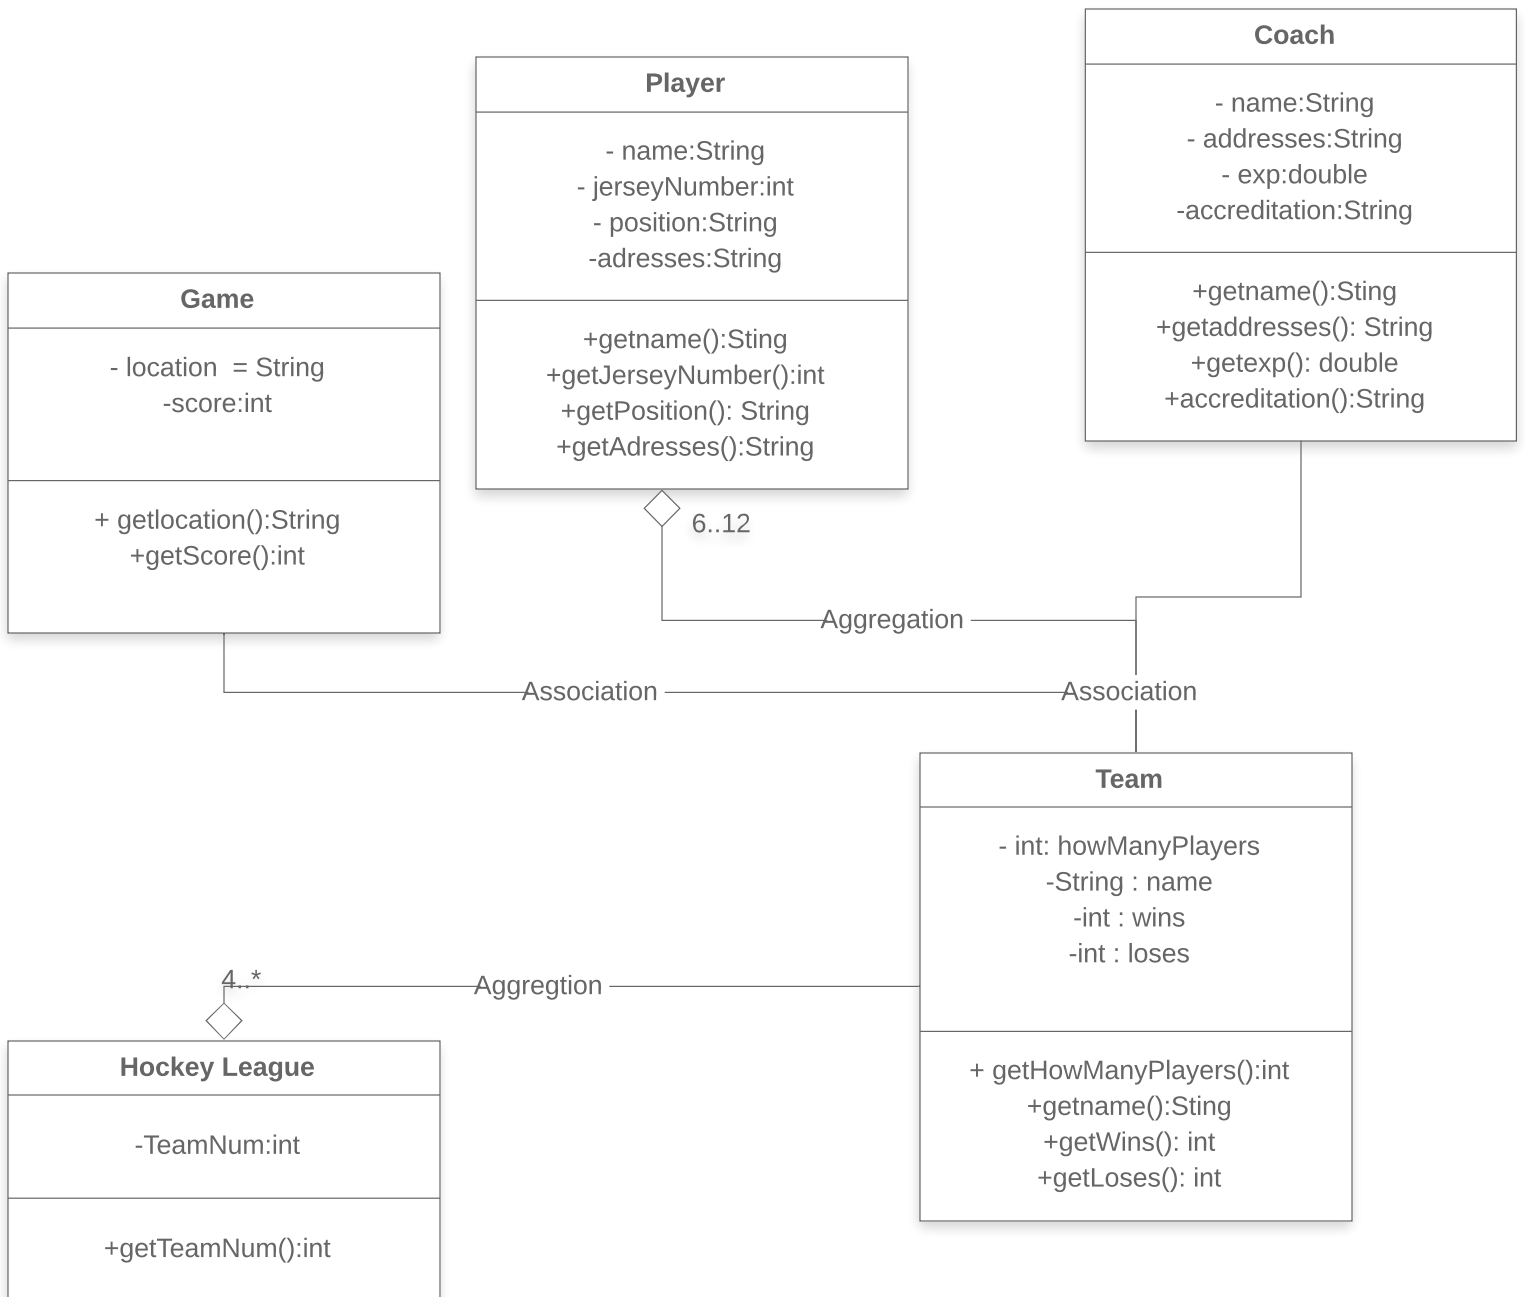 Coach
- name:String
- addresses:String
- exp:double
-accreditation:String
+getname():Sting
+getaddresses(): String
+getexp(): double
+accreditation():String
Player
- name:String
- jerseyNumber:int
- position:String
-adresses:String
+getname():Sting
+getJerseyNumber():int
+getPosition(): String
+getAdresses():String
Game
- location  = String
-score:int
+ getlocation():String
+getScore():int
6..12
Aggregation
Association
Association
Team
- int: howManyPlayers
-String : name
-int : wins
-int : loses
+ getHowManyPlayers():int
+getname():Sting
+getWins(): int
+getLoses(): int
4..*
Aggregtion
Hockey League
-TeamNum:int
+getTeamNum():int